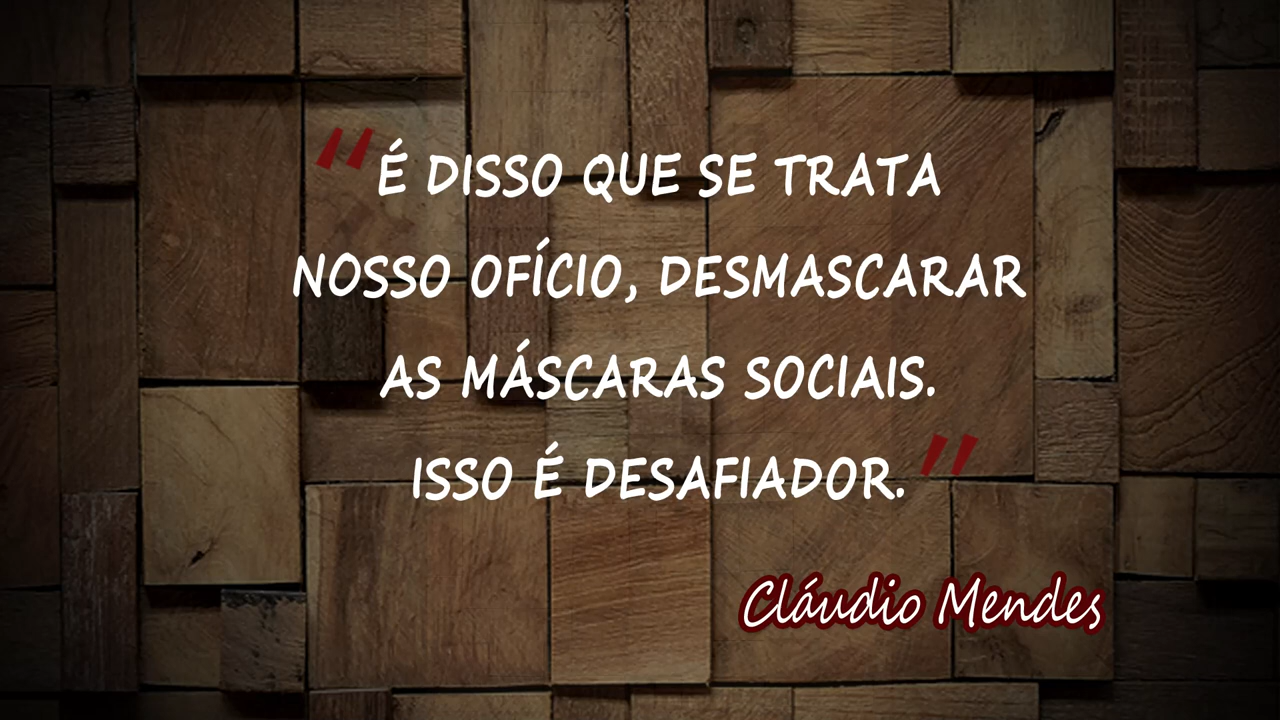 “É DISSO QUE SE TRATA
NOSSO OFÍCIO, DESMASCARAR
AS MÁSCARAS SOCIAIS.
ISSO É DESAFIADOR.”
Cláudio Mendes